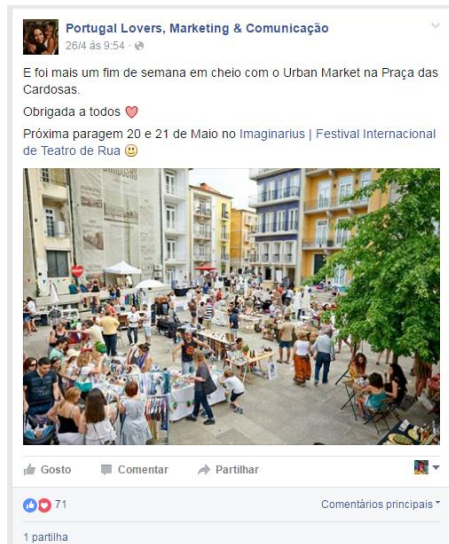 Portugal Lovers, Marketing & Comunicação
26/4 às 9:54 ·
E foi mais um fim de semana em cheio com o Urban Market na Praça das
Cardosas.
Obrigada a todos
Próxima paragem 20 e 21 de Maio no Imaginarius | Festival Internacional
de Teatro de Rua
Gosto Comentar Partilhar
71 Comentários principais
1 partilha